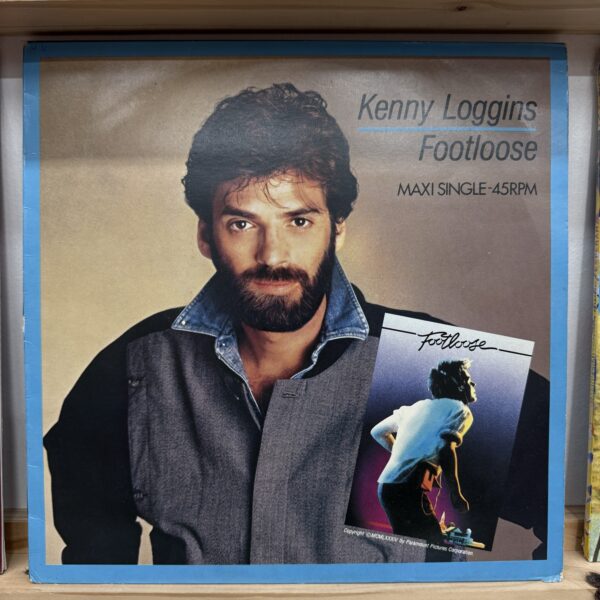 Kenny Loggins
Footloose
MAXI SINGLE-45RPM
Footloose
Copyright ©MCMLXXXIV by Paramount Pictures Corporation